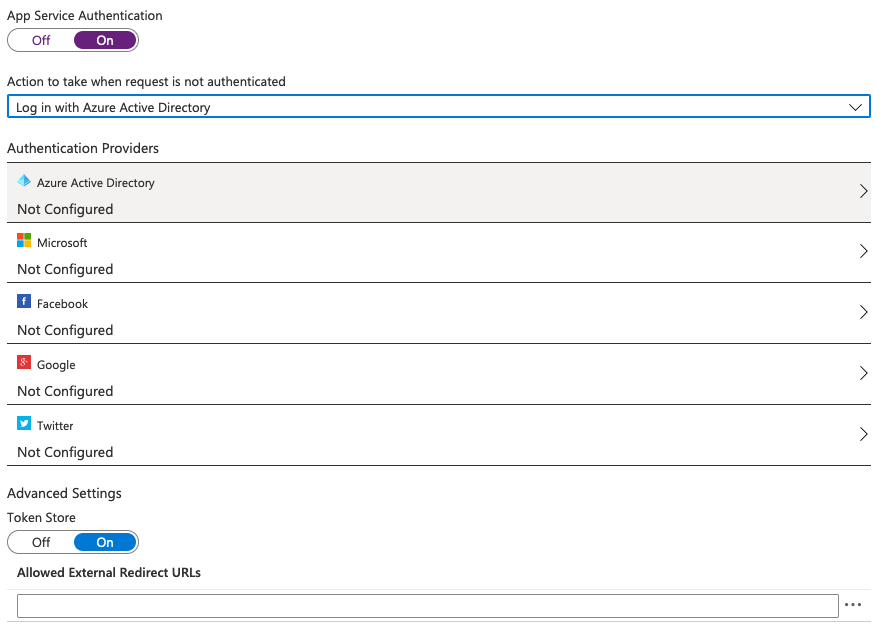 App Service Authentication
Off On
Action to take when request is not authenticated
Log in with Azure Active Directory
Authentication Providers
Azure Active Directory
Not Configured
Microsoft
Not Configured
f Facebook
Not Configured
g+ Google
Not Configured
Twitter
Not Configured
Advanced Settings
Token Store
Off On
Allowed External Redirect URLs